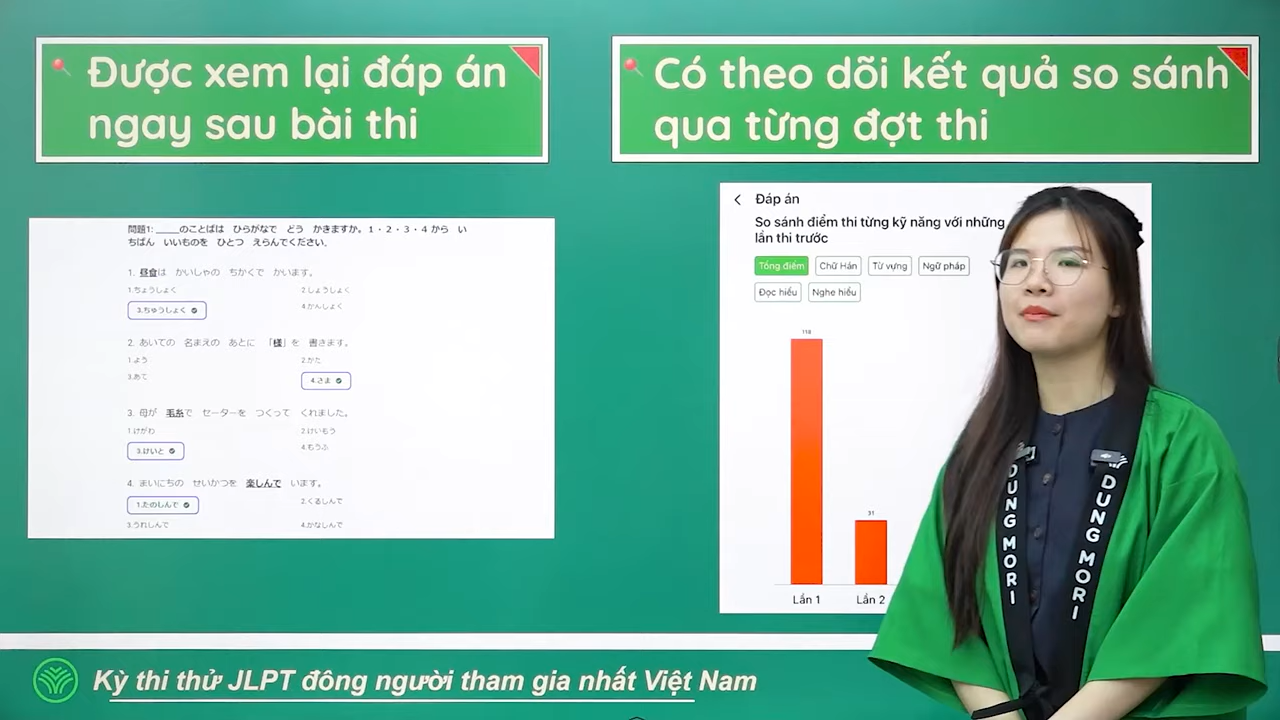 Được xem lại đáp án
ngay sau bài thi
Có theo dõi kết quả so sánh
qua từng đợt thi
問題1: _____のことばは ひらがなで どう かきますか。1・2・3・4 から い
ちばん いいものを ひとつ えらんでください。
1. 昼食は かいしゃの ちかくで かいます。
1.ちょうしょく 2.しょうしょく
3.ちゅうしょく 4.かんしょく
2. あいての 名まえの あとに 「様」を 書きます。
1.よう 2.かた
3.あて 4.さま
3. 母が 毛糸で セーターを つくって くれました。
1.けがわ 2.けいもう
3.けいと 4.もうふ
4. まいにちの せいかつを 楽しんで います。
1.たのしんで 2.くるしんで
3.うれしんで 4.かなしんで
Đáp án
So sánh điểm thi từng kỹ năng với những
lần thi trước
Tổng điểm Chữ Hán Từ vựng Ngữ pháp
Đọc hiểu Nghe hiểu
118
31
Lần 1 Lần 2
DUNG MORI
DUNG MORI
Kỳ thi thử JLPT đông người tham gia nhất Việt Nam